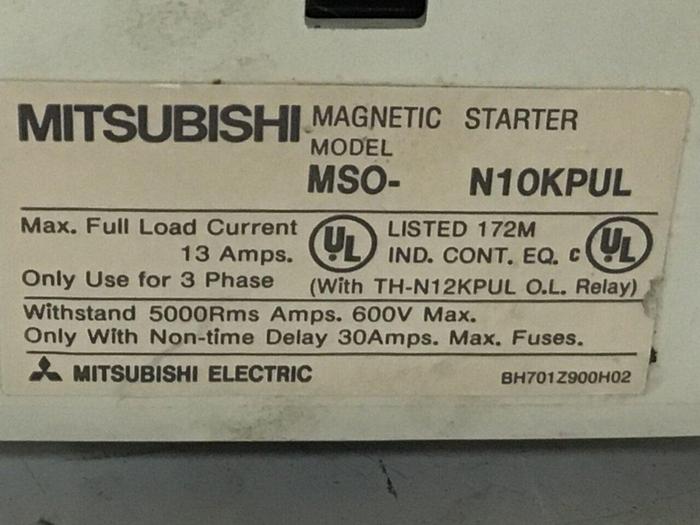 MITSUBISHI MAGNETIC STARTER
MODEL
MSO- N10KPUL
Max. Full Load Current
13 Amps.
Only Use for 3 Phase
UL LISTED 172M
IND. CONT. EQ. c UL
(With TH-N12KPUL O.L. Relay)
Withstand 5000Rms Amps. 600V Max.
Only With Non-time Delay 30Amps. Max. Fuses.
MITSUBISHI ELECTRIC BH701Z900H02